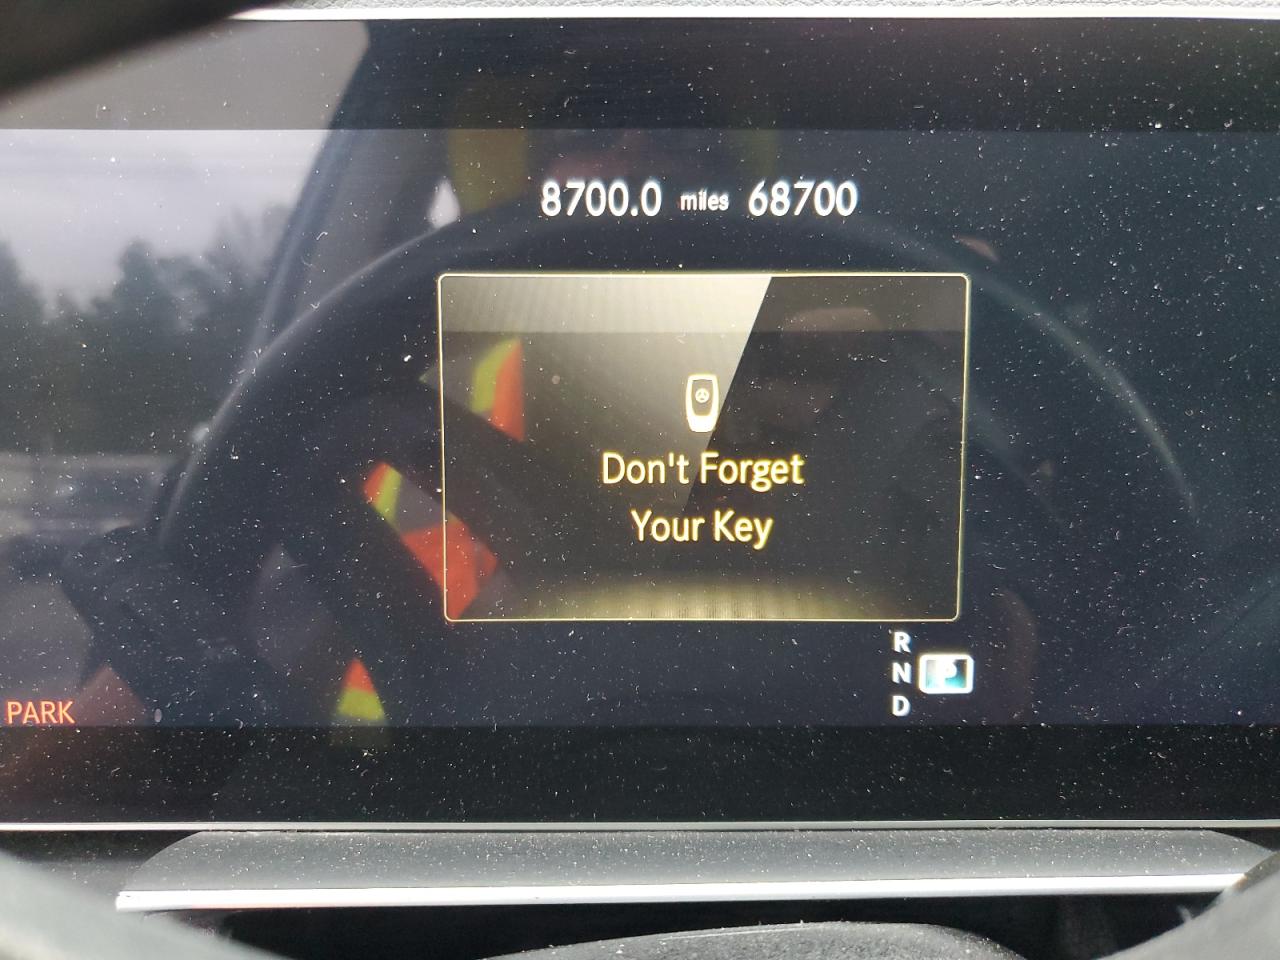 8700.0 miles 68700
Don't Forget
Your Key
R
N P
D
PARK